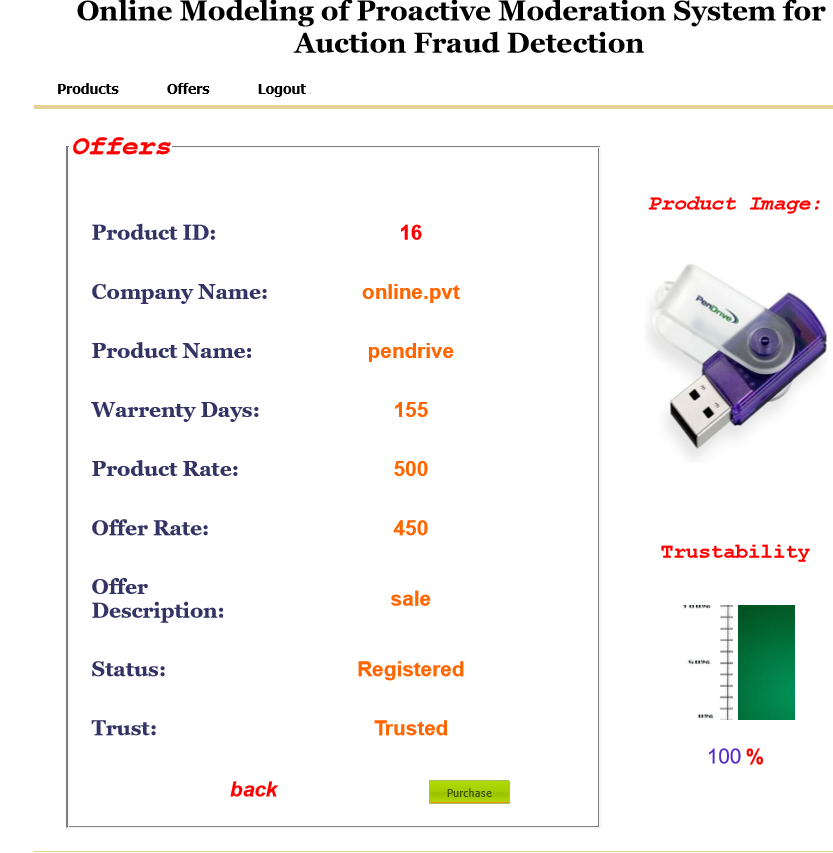 Online Modeling of Proactive Moderation System for
Auction Fraud Detection
Products Offers Logout
Offers
Product Image:
Product ID: 16
Company Name: online.pvt
PenDrive
Product Name: pendrive
Warrenty Days: 155
Product Rate: 500
Offer Rate: 450
Trustability
Offer
Description: sale
100%
50%
0%
Status: Registered
Trust: Trusted
100 %
back Purchase